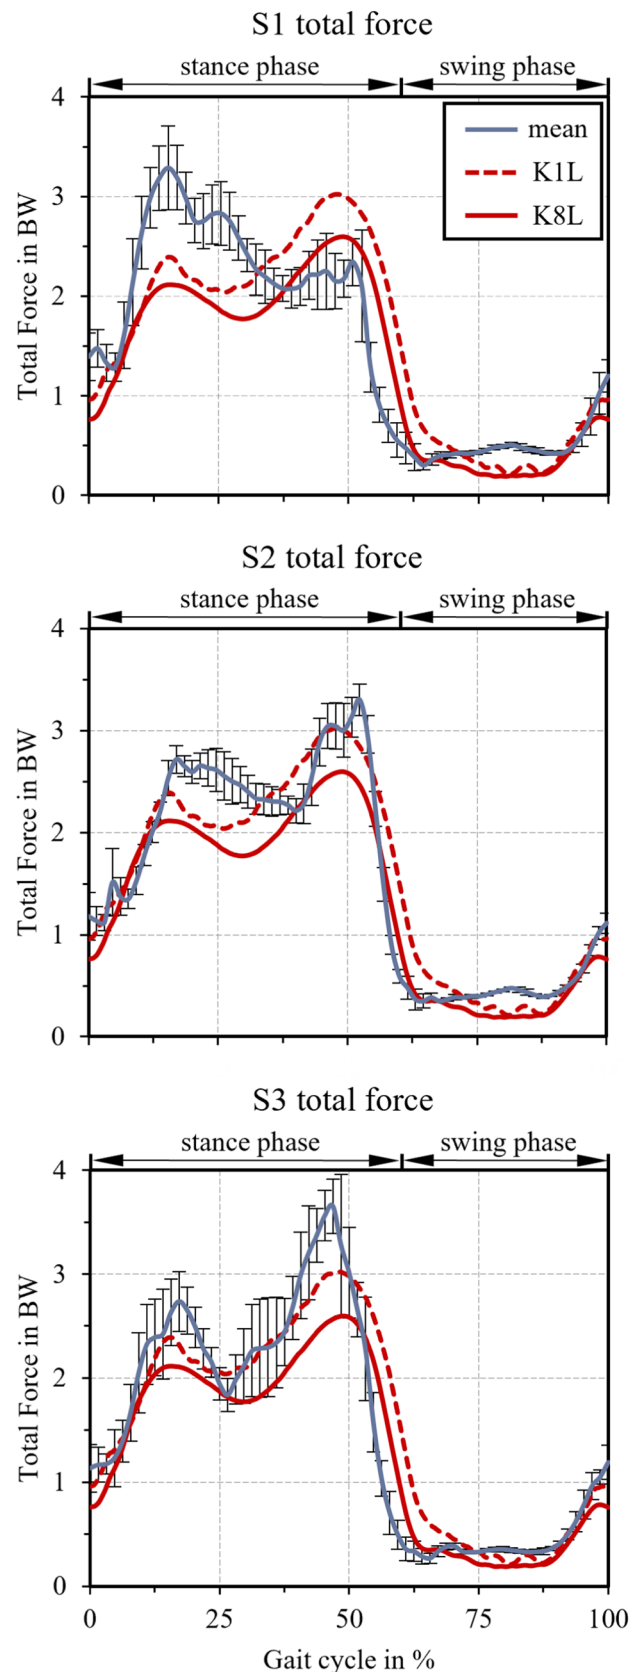 S1 total force
stance phase swing phase
4
3
2
1
0
Total Force in BW
mean
K1L
K8L
S2 total force
stance phase swing phase
4
3
2
1
0
Total Force in BW
S3 total force
stance phase swing phase
4
3
2
1
0
Total Force in BW
0 25 50 75 100
Gait cycle in %